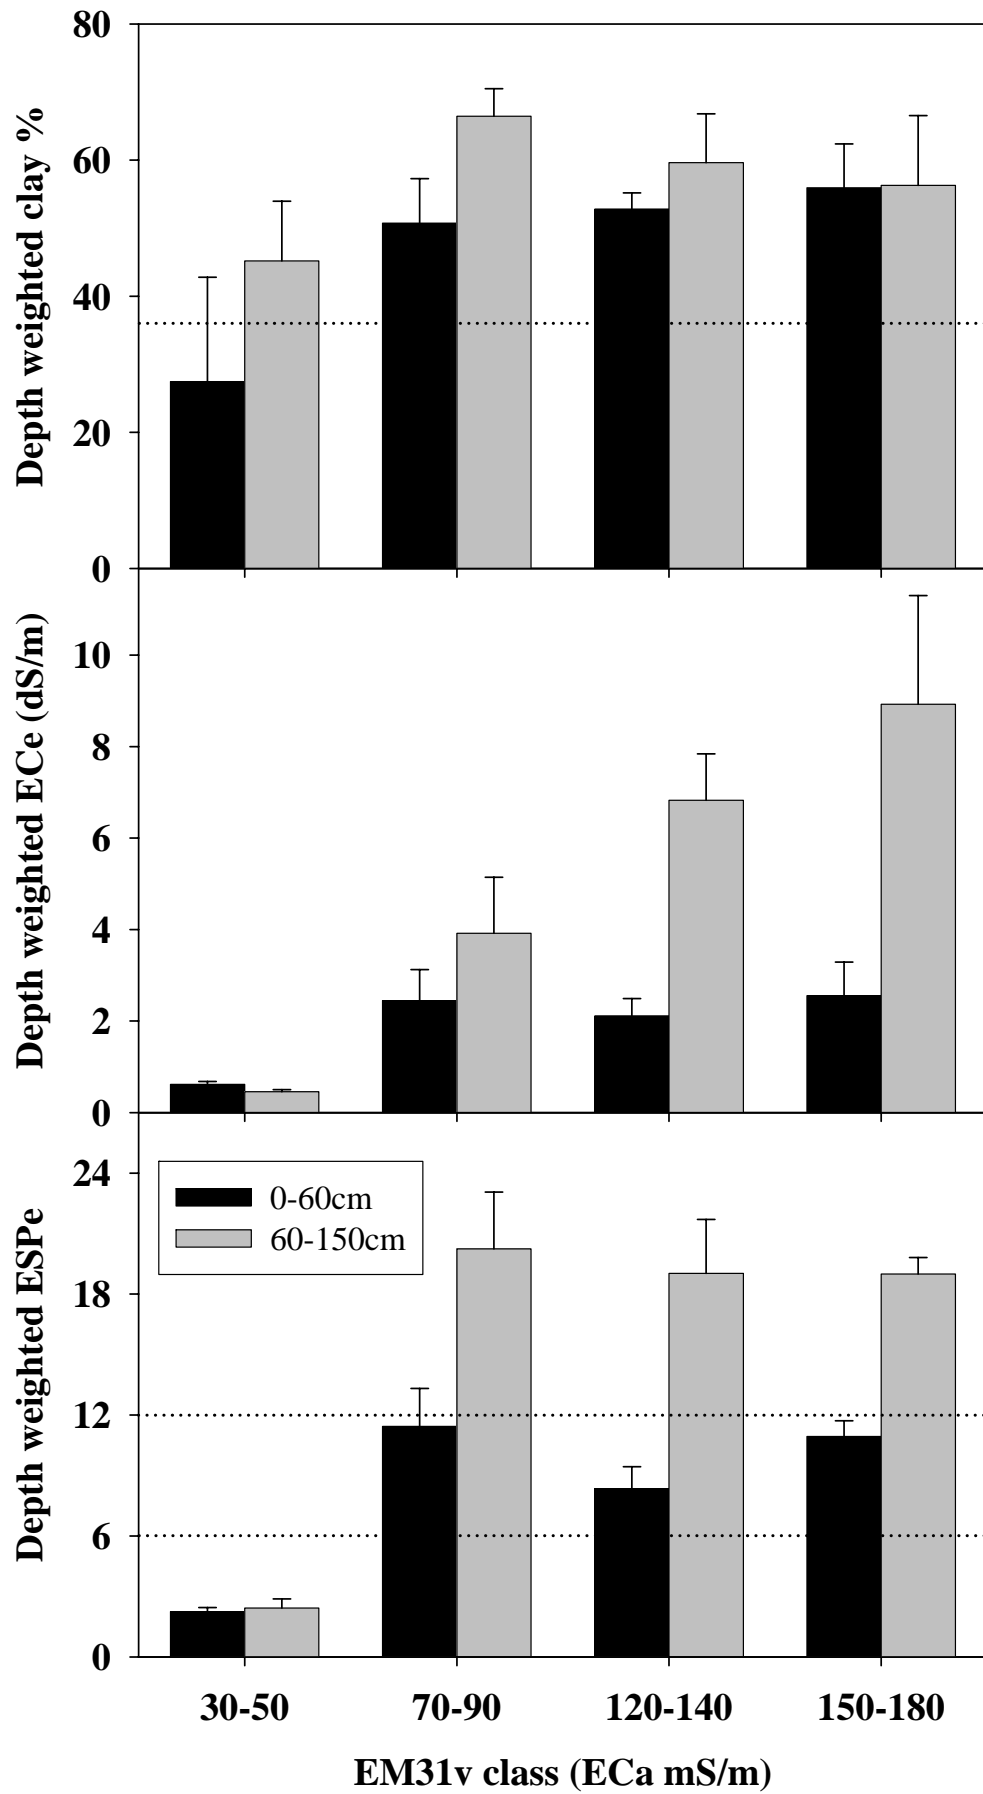 Depth weighted clay %
80
60
40
20
0
Depth weighted ECe (dS/m)
10
8
6
4
2
0
Depth weighted ESPe
24
18
12
6
0
0-60cm
60-150cm
30-50 70-90 120-140 150-180
EM31v class (ECa mS/m)